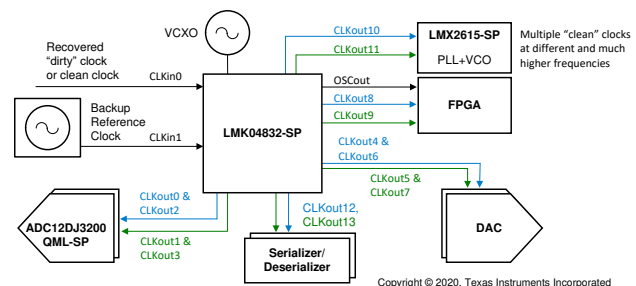 VCXO
CLKout10
CLKout11
LMX2615-SP
PLL+VCO
Multiple “clean” clocks
at different and much
higher frequencies
Recovered
“dirty” clock
or clean clock
CLKin0
OSCout
CLKout8
CLKout9
FPGA
Backup
Reference
Clock
CLKin1
LMK04832-SP
CLKout4 &
CLKout6
CLKout5 &
CLKout7
DAC
CLKout0 &
CLKout2
ADC12DJ3200
QML-SP
CLKout1 &
CLKout3
CLKout12,
CLKout13
Serializer/
Deserializer
Copyright © 2020, Texas Instruments Incorporated